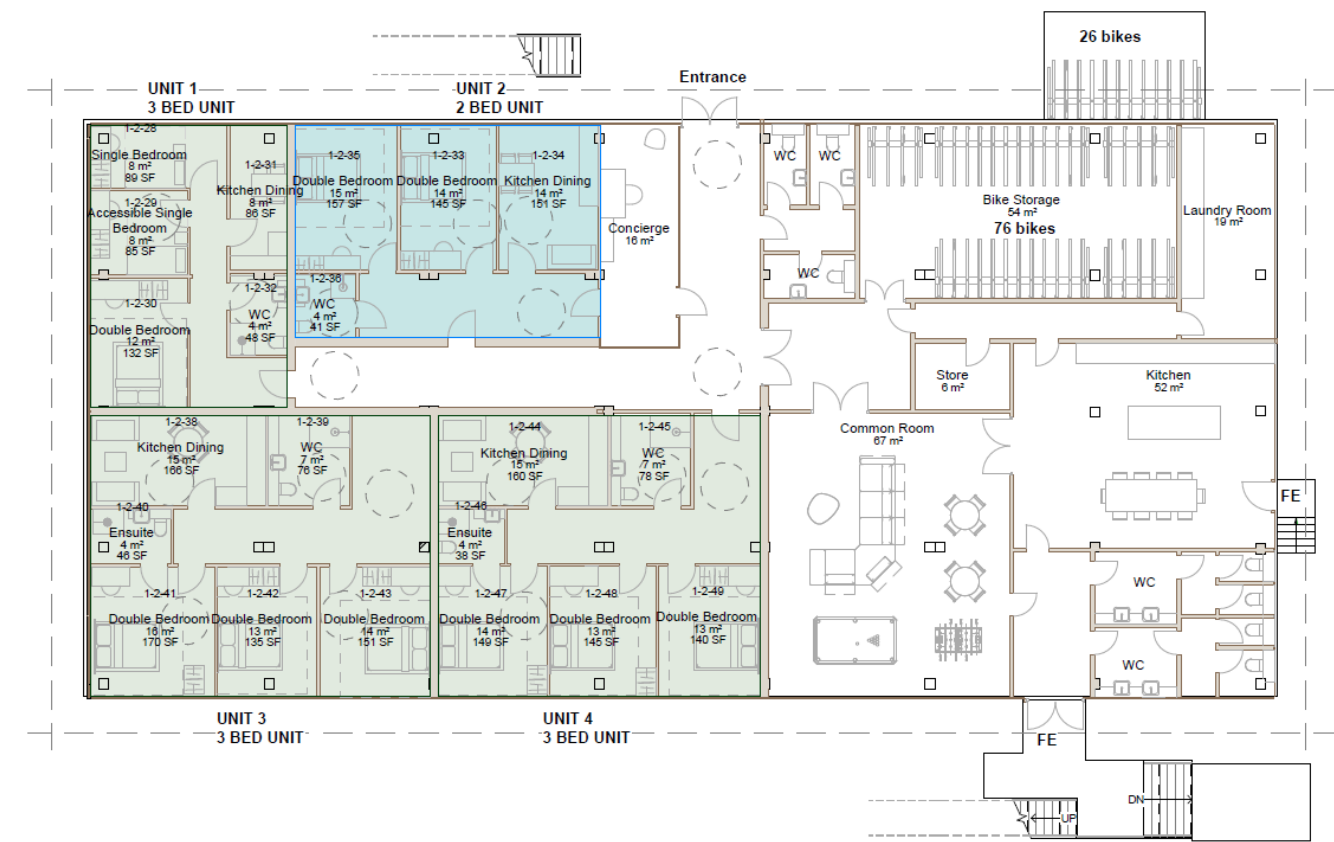 26 bikes
Entrance
UNIT 1
3 BED UNIT
UNIT 2
2 BED UNIT
1-2-28
Single Bedroom
8 m²
89 SF
1-2-29
Accessible Single
Bedroom
8 m²
85 SF
1-2-30
Double Bedroom
12 m²
132 SF
1-2-31
Kitchen Dining
8 m²
86 SF
1-2-32
WC
4 m²
48 SF
1-2-35
Double Bedroom
15 m²
157 SF
1-2-33
Double Bedroom
14 m²
145 SF
1-2-34
Kitchen Dining
14 m²
151 SF
1-2-36
WC
4 m²
41 SF
Concierge
16 m²
WC
WC
WC
Bike Storage
54 m²
76 bikes
Laundry Room
19 m²
Store
6 m²
Kitchen
52 m²
Common Room
67 m²
1-2-38
Kitchen Dining
15 m²
166 SF
1-2-39
WC
7 m²
76 SF
1-2-40
Ensuite
4 m²
46 SF
1-2-41
Double Bedroom
16 m²
170 SF
1-2-42
Double Bedroom
13 m²
135 SF
1-2-43
Double Bedroom
14 m²
151 SF
1-2-44
Kitchen Dining
15 m²
160 SF
1-2-45
WC
7 m²
78 SF
1-2-46
Ensuite
4 m²
38 SF
1-2-47
Double Bedroom
14 m²
149 SF
1-2-48
Double Bedroom
13 m²
145 SF
1-2-49
Double Bedroom
13 m²
140 SF
FE
WC
WC
UNIT 3
3 BED UNIT
UNIT 4
3 BED UNIT
FE
DN
UP